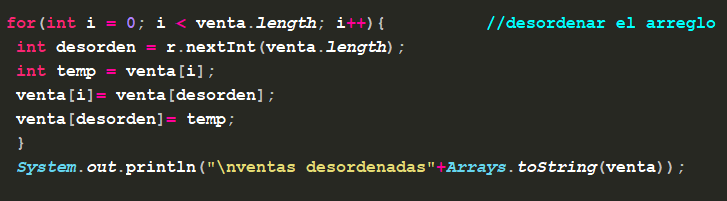 for(int i = 0; i < venta.length; i++){ //desordenar el arreglo
int desorden = r.nextInt(venta.length);
int temp = venta[i];
venta[i]= venta[desorden];
venta[desorden]= temp;
}
System.out.println("\nventas desordenadas"+Arrays.toString(venta));